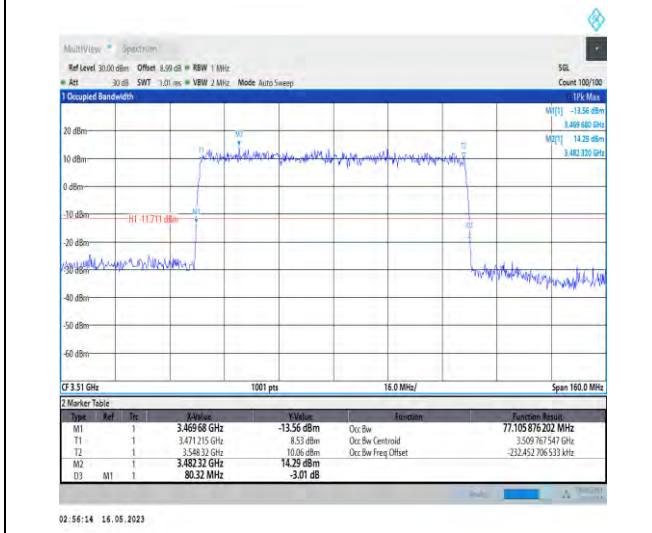 MultiView Spectrum
Ref Level 30.00 dBm Offset 8.99 dB RBW 1 MHz SGL
Att 30 dB SWT 1.01 ms VBW 2 MHz Mode Auto Sweep Count 100/100
1 Occupied Bandwidth 1Pk Max
M1[1] -13.56 dBm
3.469 680 GHz
M2[1] 14.29 dBm
3.482 320 GHz
20 dBm
M2
T1
10 dBm
0 dBm
-10 dBm
H1 -11.711 dBm
M1
-20 dBm
-30 dBm
-40 dBm
-50 dBm
-60 dBm
CF 3.51 GHz 1001 pts 16.0 MHz/ Span 160.0 MHz
2 Marker Table
Type Ref Trc X-Value Y-Value Function Function Result
M1 1 3.469 68 GHz -13.56 dBm Occ Bw 77.105 876 202 MHz
T1 1 3.471 215 GHz 8.53 dBm Occ Bw Centroid 3.509 767 547 GHz
T2 1 3.548 32 GHz 10.06 dBm Occ Bw Freq Offset -232.452 706 533 kHz
M2 1 3.482 32 GHz 14.29 dBm
D3 M1 1 80.32 MHz -3.01 dB
02:56:14 16.05.2023